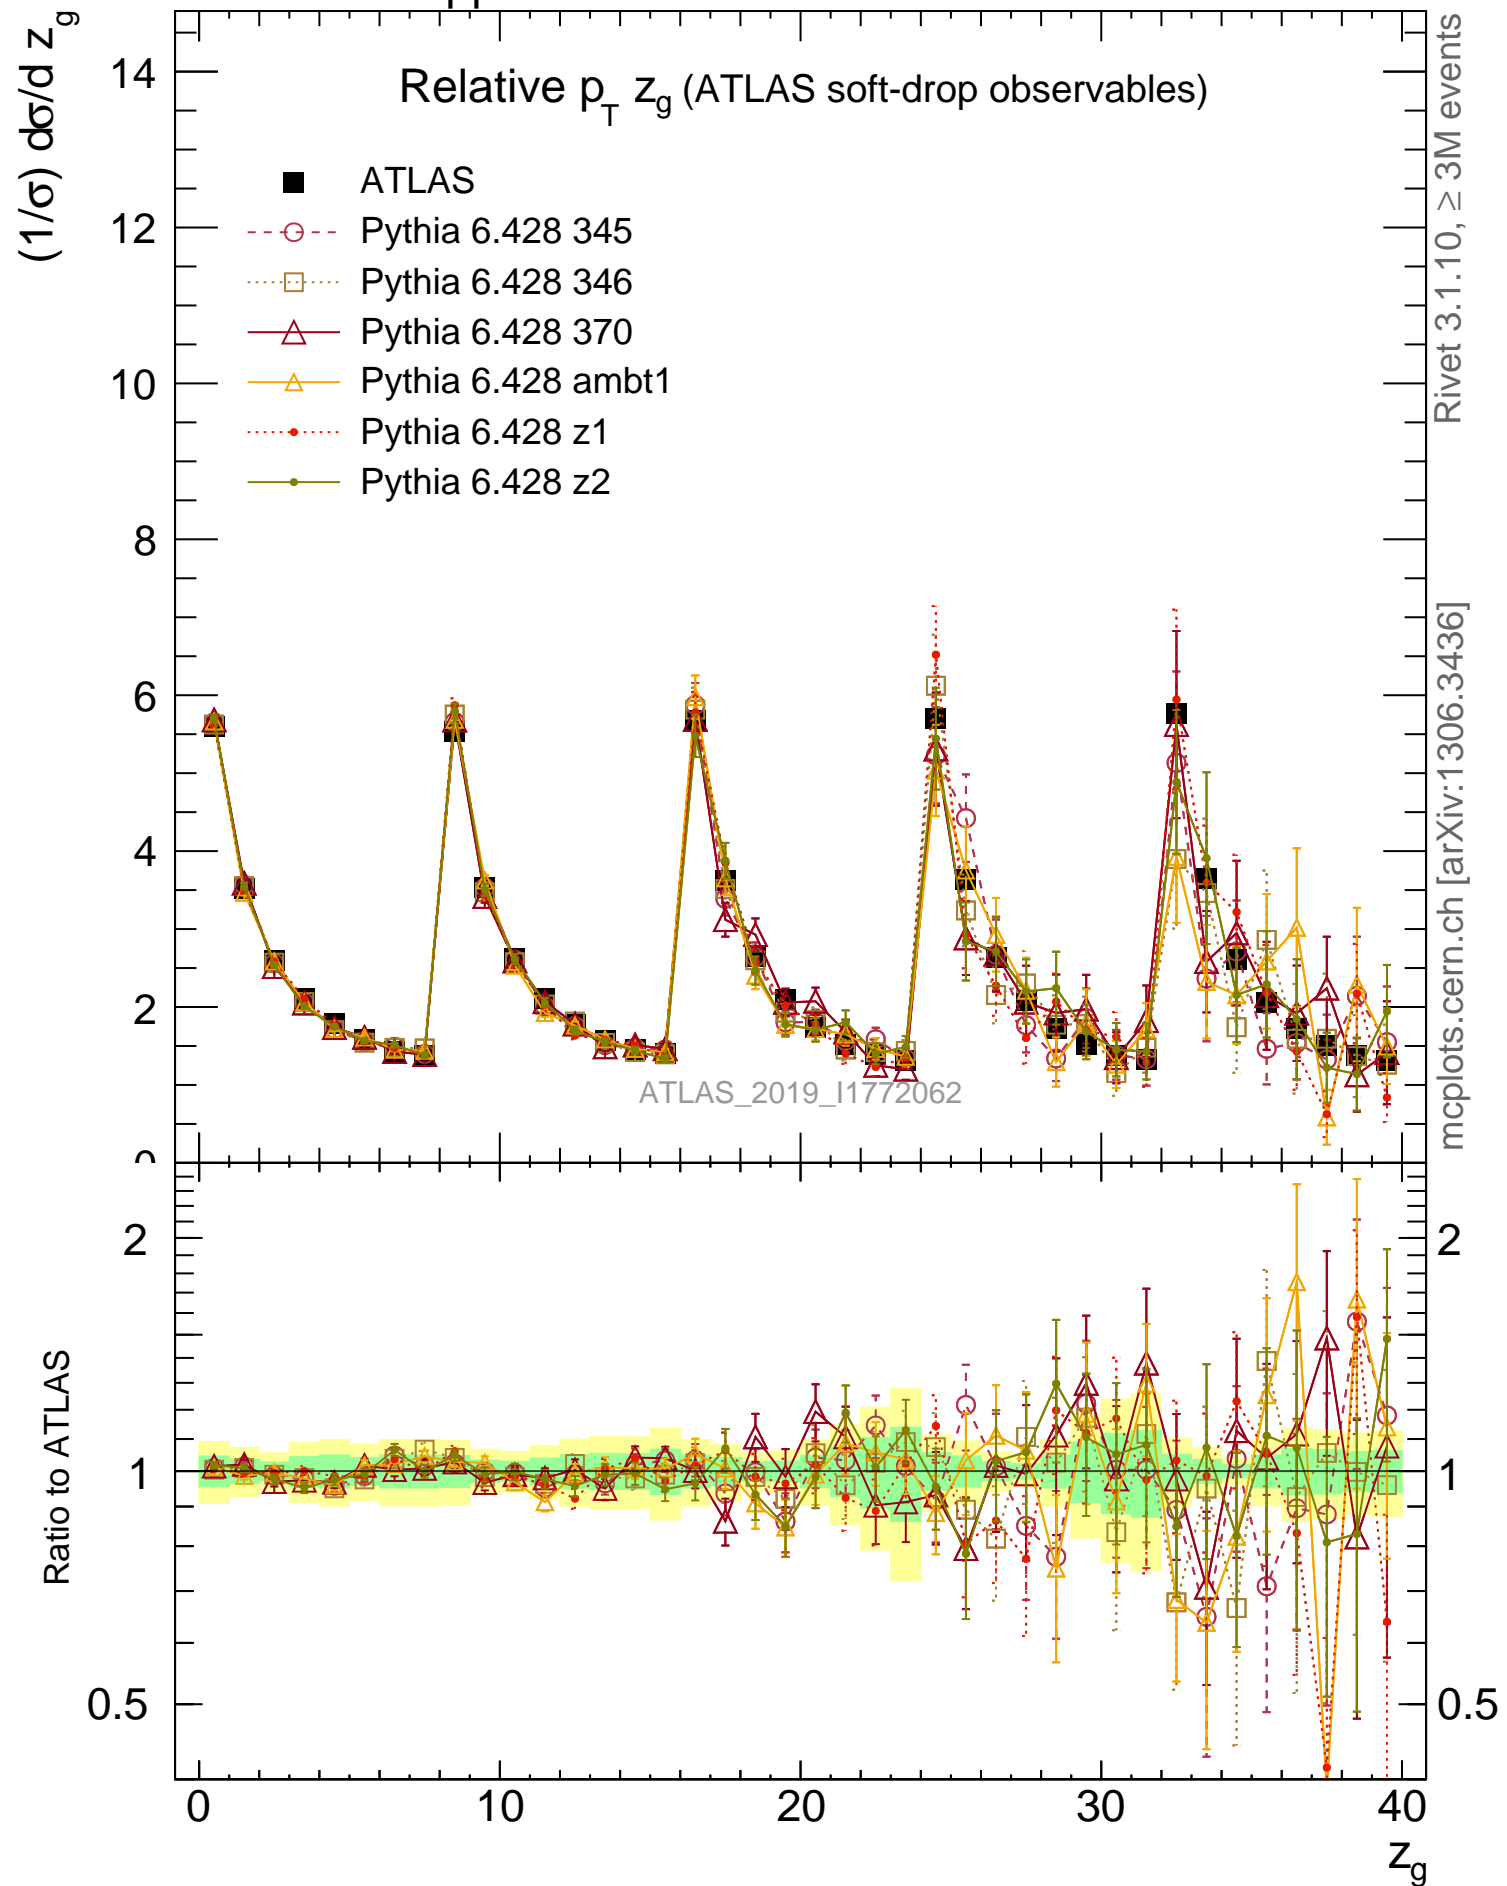 (1/σ) dσ/d z_g
Relative p_T z_g (ATLAS soft-drop observables)
ATLAS
Pythia 6.428 345
Pythia 6.428 346
Pythia 6.428 370
Pythia 6.428 ambt1
Pythia 6.428 z1
Pythia 6.428 z2
14
12
10
8
6
4
2
0
ATLAS_2019_I1772062
Rivet 3.1.10, ≥ 3M events
mcplots.cern.ch [arXiv:1306.3436]
Ratio to ATLAS
2
1
0.5
2
1
0.5
0
10
20
30
40
z_g